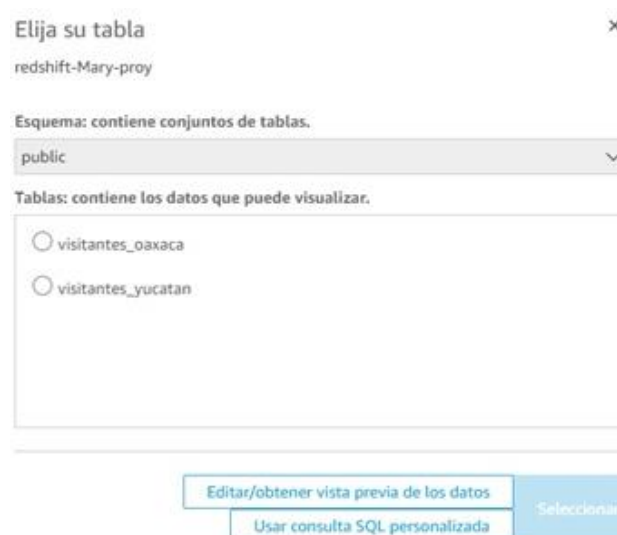 Elija su tabla
redshift-Mary-proy
Esquema: contiene conjuntos de tablas.
public
Tablas: contiene los datos que puede visualizar.
visitantes_oaxaca
visitantes_yucatan
Editar/obtener vista previa de los datos
Seleccionar
Usar consulta SQL personalizada